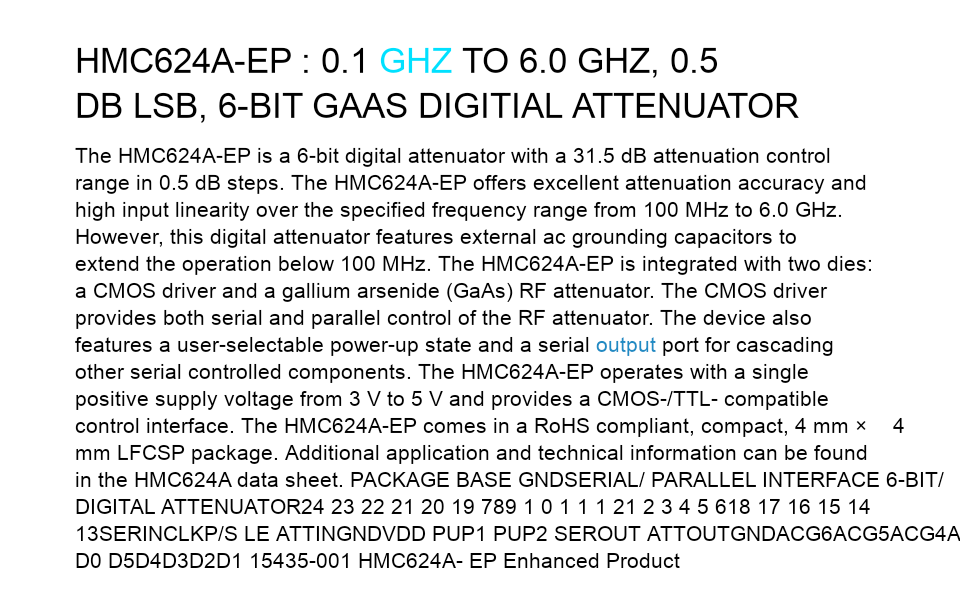 HMC624A-EP : 0.1 GHZ TO 6.0 GHZ, 0.5
DB LSB, 6-BIT GAAS DIGITIAL ATTENUATOR
The HMC624A-EP is a 6-bit digital attenuator with a 31.5 dB attenuation control
range in 0.5 dB steps. The HMC624A-EP offers excellent attenuation accuracy and
high input linearity over the specified frequency range from 100 MHz to 6.0 GHz.
However, this digital attenuator features external ac grounding capacitors to
extend the operation below 100 MHz. The HMC624A-EP is integrated with two dies:
a CMOS driver and a gallium arsenide (GaAs) RF attenuator. The CMOS driver
provides both serial and parallel control of the RF attenuator. The device also
features a user-selectable power-up state and a serial output port for cascading
other serial controlled components. The HMC624A-EP operates with a single
positive supply voltage from 3 V to 5 V and provides a CMOS-/TTL- compatible
control interface. The HMC624A-EP comes in a RoHS compliant, compact, 4 mm × 4
mm LFCSP package. Additional application and technical information can be found
in the HMC624A data sheet. PACKAGE BASE GNDSERIAL/ PARALLEL INTERFACE 6-BIT/
DIGITAL ATTENUATOR24 23 22 21 20 19 789 1 0 1 1 1 21 2 3 4 5 618 17 16 15 14
13SERINCLKP/S LE ATTINGNDVDD PUP1 PUP2 SEROUT ATTOUTGNDACG6ACG5ACG4A
D0 D5D4D3D2D1 15435-001 HMC624A- EP Enhanced Product